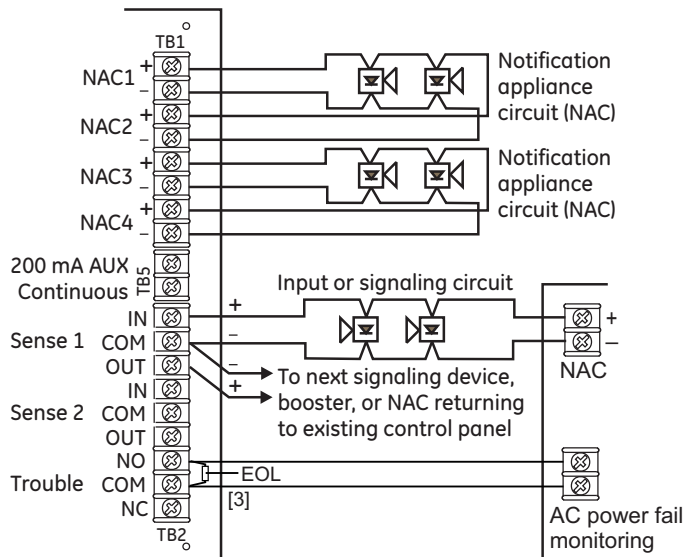 TB1
NAC1
+
−
NAC2
+
−
NAC3
+
−
NAC4
+
−
Notification
appliance
circuit (NAC)
Notification
appliance
circuit (NAC)
200 mA AUX
Continuous
TB5
Input or signaling circuit
Sense 1
IN
COM
OUT
+
−
−
+
To next signaling device,
booster, or NAC returning
to existing control panel
+
−
NAC
Sense 2
IN
COM
OUT
Trouble
NO
COM
NC
EOL
[3]
TB2
AC power fail
monitoring